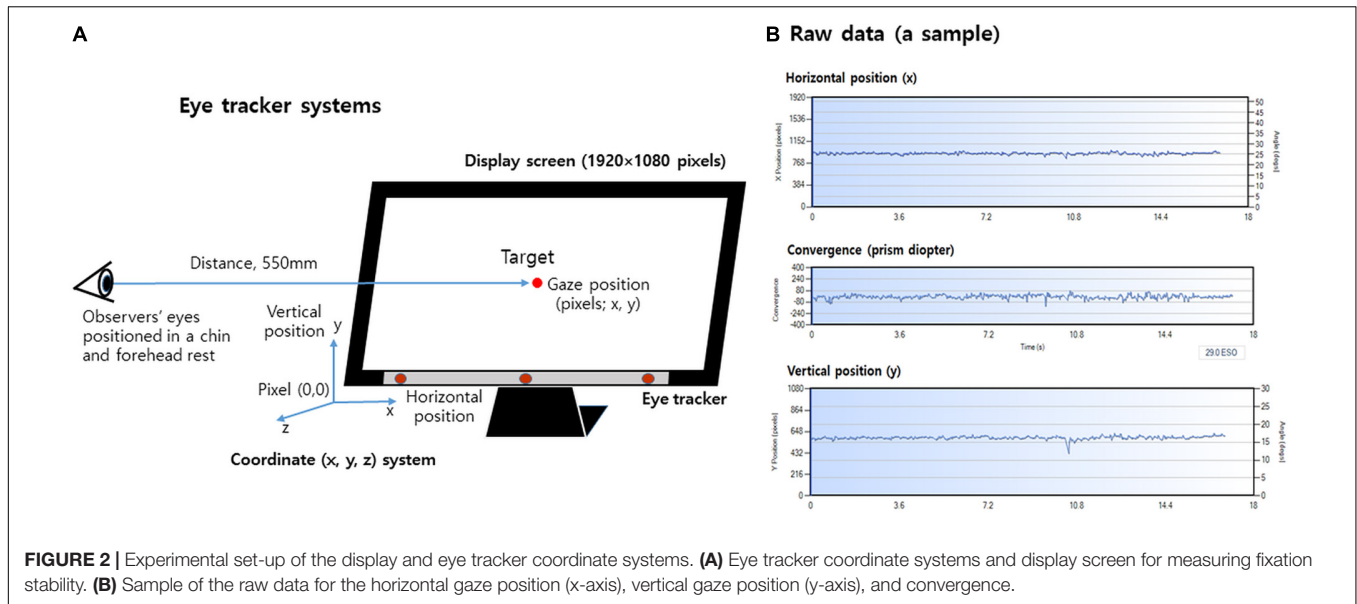 A
Eye tracker systems
Display screen (1920×1080 pixels)
Distance, 550mm
Target
Gaze position
(pixels; x, y)
Observers' eyes
positioned in a chin
and forehead rest
Vertical
position
y
Pixel (0,0)
x
z
Horizontal
position
Eye tracker
Coordinate (x, y, z) system
B Raw data (a sample)
Horizontal position (x)
X Position [pixels]
1920
1536
1152
768
384
0
0 3.6 7.2 10.8 14.4 18
50
45
40
35
30
25
20
15
10
5
0
Angle (degs)
Convergence (prism diopter)
Convergence
400
240
80
-80
-240
-400
0 3.6 7.2 10.8 14.4 18
Time (s)
29.0 ESO
Vertical position (y)
Y Position [pixels]
1080
864
648
432
216
0
0 3.6 7.2 10.8 14.4 18
30
25
20
15
10
5
0
Angle (degs)
FIGURE 2 | Experimental set-up of the display and eye tracker coordinate systems. (A) Eye tracker coordinate systems and display screen for measuring fixation
stability. (B) Sample of the raw data for the horizontal gaze position (x-axis), vertical gaze position (y-axis), and convergence.